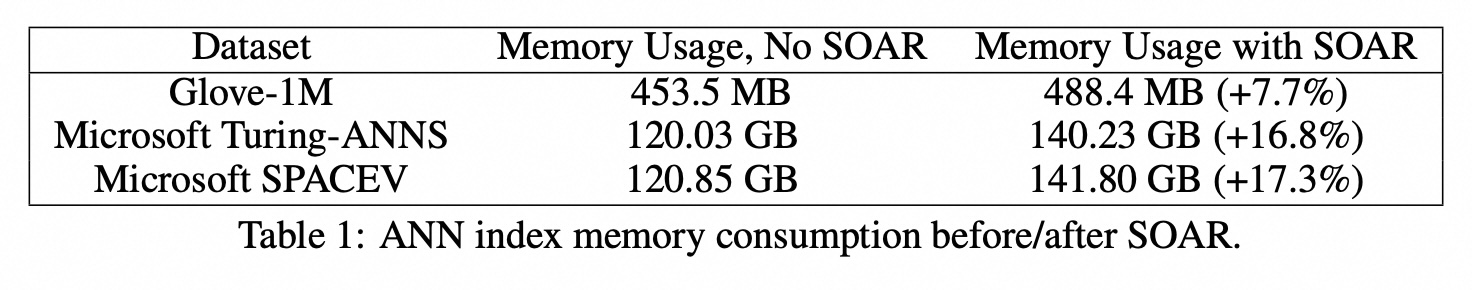 Dataset Memory Usage, No SOAR Memory Usage with SOAR
Glove-1M 453.5 MB 488.4 MB (+7.7%)
Microsoft Turing-ANNS 120.03 GB 140.23 GB (+16.8%)
Microsoft SPACEV 120.85 GB 141.80 GB (+17.3%)
Table 1: ANN index memory consumption before/after SOAR.